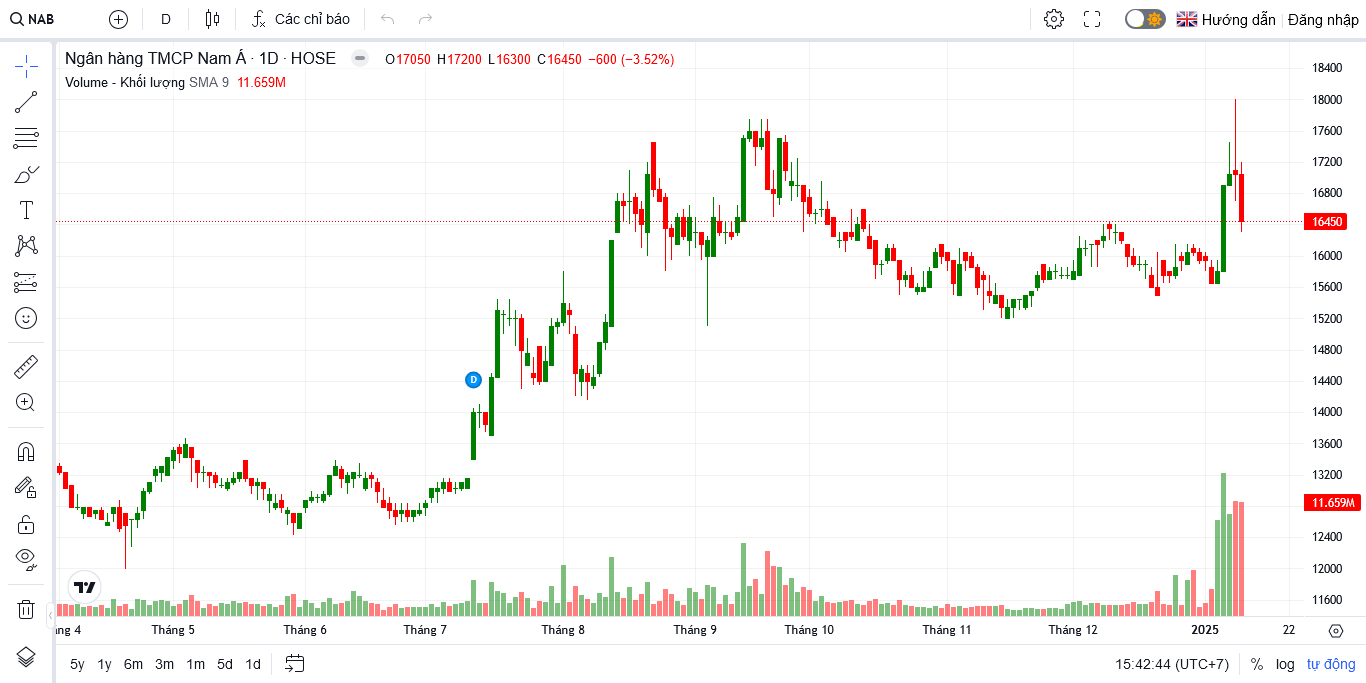 NAB D Các chỉ báo Hướng dẫn Đăng nhập
Ngân hàng TMCP Nam Á · 1D · HOSE O17050 H17200 L16300 C16450 −600 (−3.52%)
Volume - Khối lượng SMA 9 11.659M
18400
18000
17600
17200
16800
16450
16000
15600
15200
14800
14400
D
14000
13600
13200
11.659M
12400
12000
11600
ng 4 Tháng 5 Tháng 6 Tháng 7 Tháng 8 Tháng 9 Tháng 10 Tháng 11 Tháng 12 2025 22
5y 1y 6m 3m 1m 5d 1d 15:42:44 (UTC+7) % log tự động